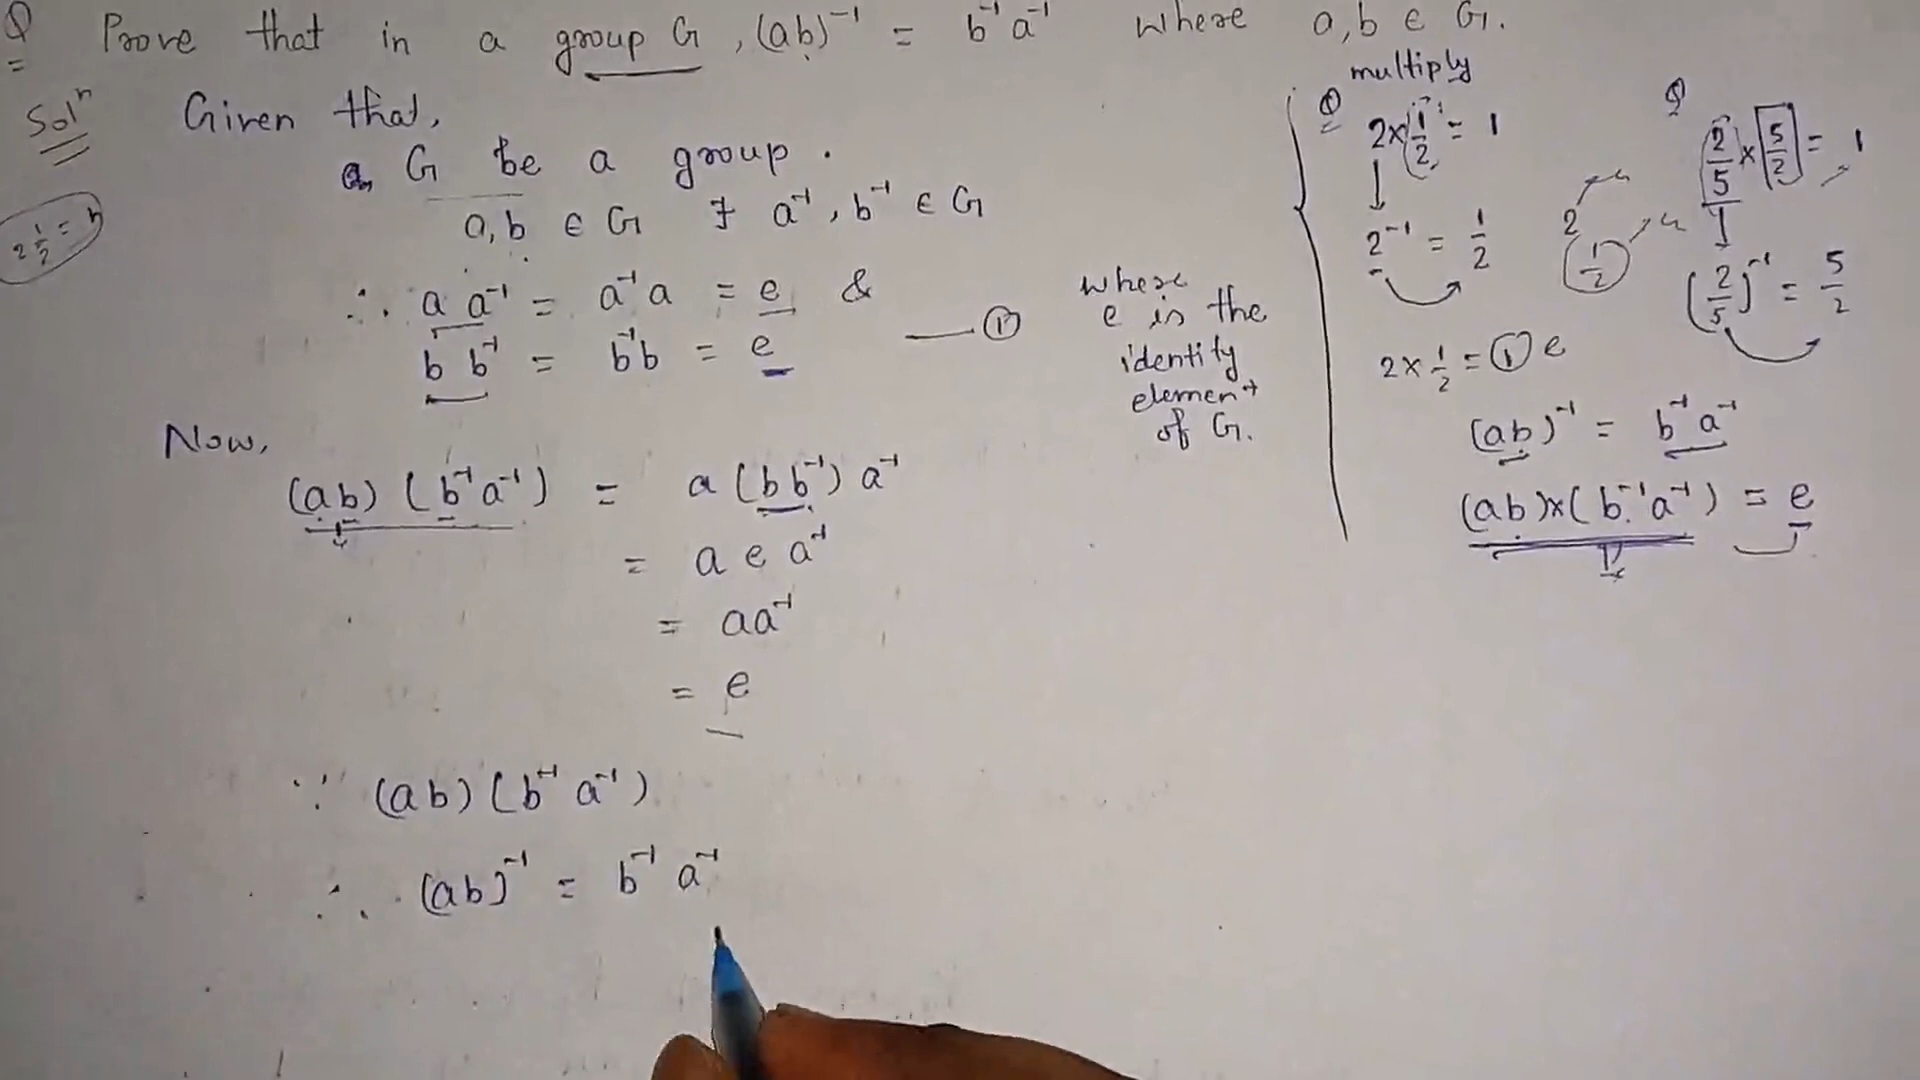 Q Prove that in a group G, (ab)⁻¹ = b⁻¹a⁻¹ where a,b ∈ G.
Solⁿ Given that,
G be a group.
a,b ∈ G ∃ a⁻¹, b⁻¹ ∈ G
∴ a a⁻¹ = a⁻¹a = e &
b b⁻¹ = b⁻¹b = e — ①
where
e is the
identity
element
of G.
Now,
(ab)(b⁻¹a⁻¹) = a(bb⁻¹)a⁻¹
= a e a⁻¹
= aa⁻¹
= e
∵ (ab)(b⁻¹a⁻¹)
∴ (ab)⁻¹ = b⁻¹ a⁻¹
multiply
Q 2×1/2 = 1
2⁻¹ = 1/2
2
1/2
Q 2/5 × 5/2 = 1
(2/5)⁻¹ = 5/2
2×1/2 = ① e
(ab)⁻¹ = b⁻¹a⁻¹
(ab)×(b⁻¹a⁻¹) = e